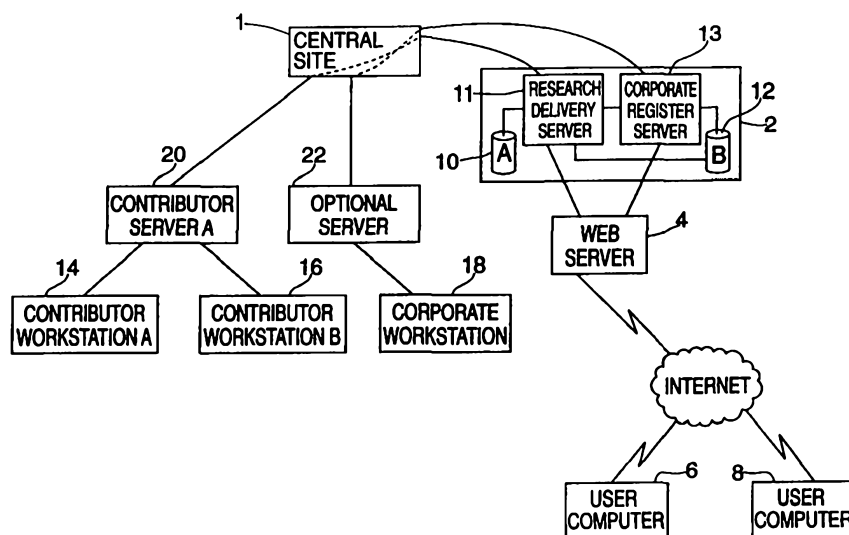 1
CENTRAL
SITE
13
11
RESEARCH
DELIVERY
SERVER
CORPORATE
REGISTER
SERVER
12
2
10
A
B
20
CONTRIBUTOR
SERVER A
22
OPTIONAL
SERVER
WEB
SERVER
4
14
CONTRIBUTOR
WORKSTATION A
16
CONTRIBUTOR
WORKSTATION B
18
CORPORATE
WORKSTATION
INTERNET
6
USER
COMPUTER
8
USER
COMPUTER